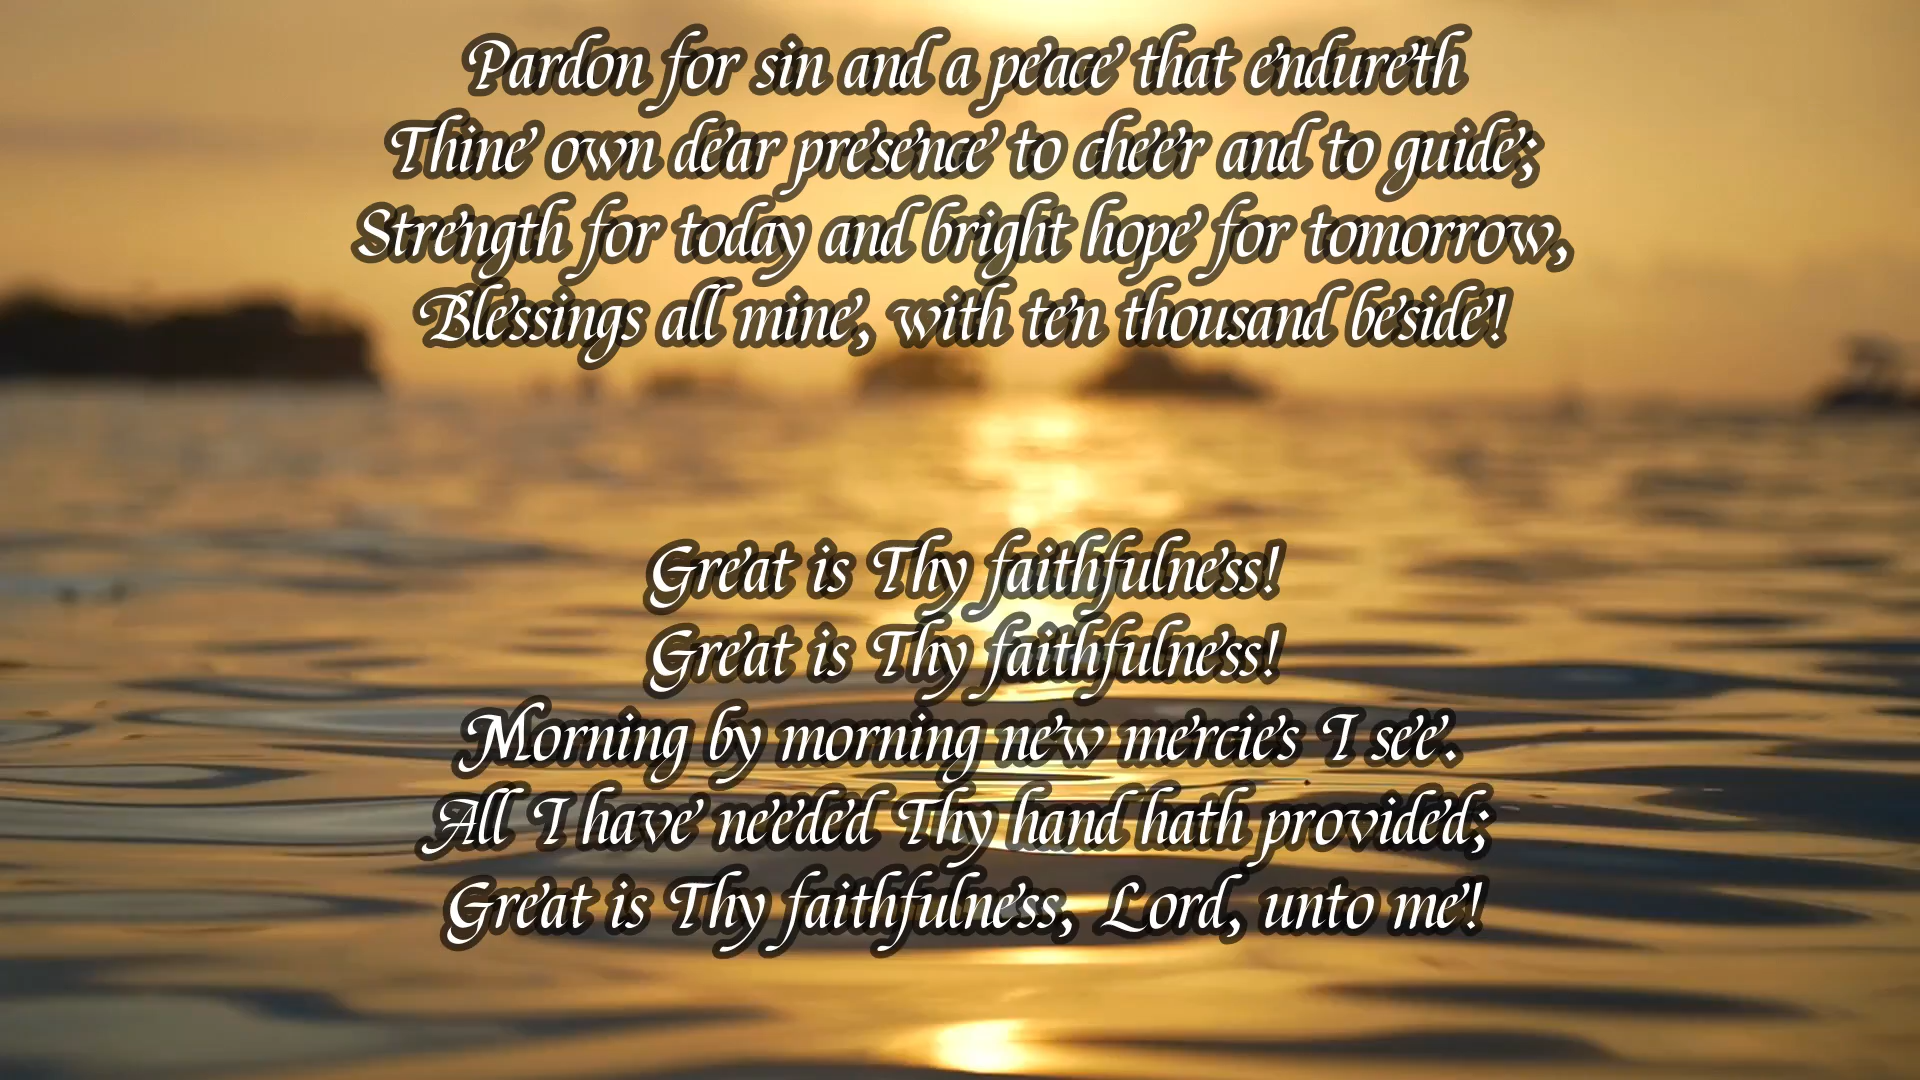 Pardon for sin and a peace that endureth
Thine own dear presence to cheer and to guide;
Strength for today and bright hope for tomorrow,
Blessings all mine, with ten thousand beside!
Great is Thy faithfulness!
Great is Thy faithfulness!
Morning by morning new mercies I see.
All I have needed Thy hand hath provided;
Great is Thy faithfulness, Lord, unto me!